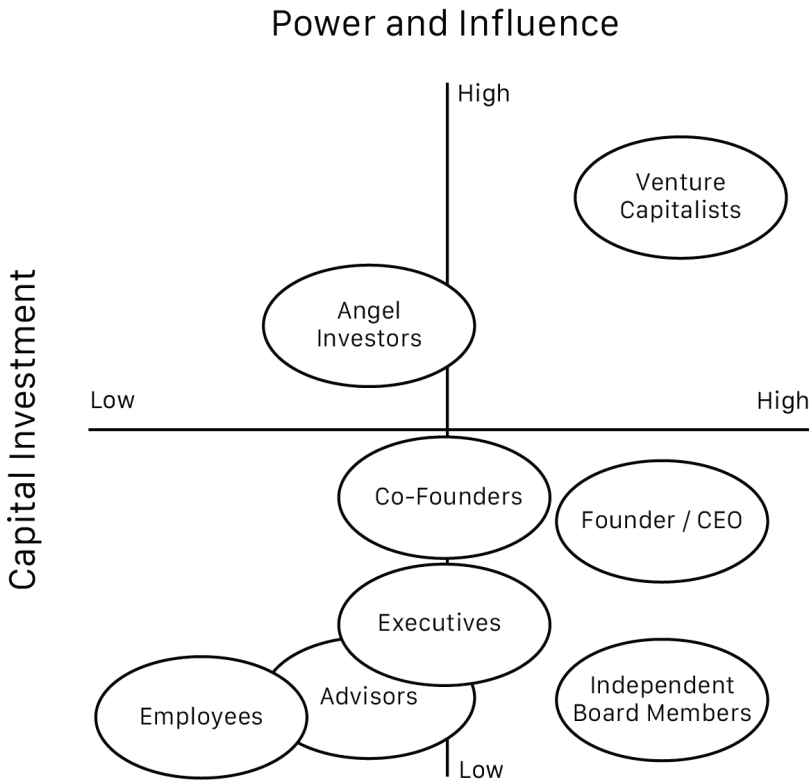 Power and Influence
High
Venture
Capitalists
Angel
Investors
Capital Investment
Low
High
Co-Founders
Founder / CEO
Executives
Independent
Board Members
Advisors
Employees
Low